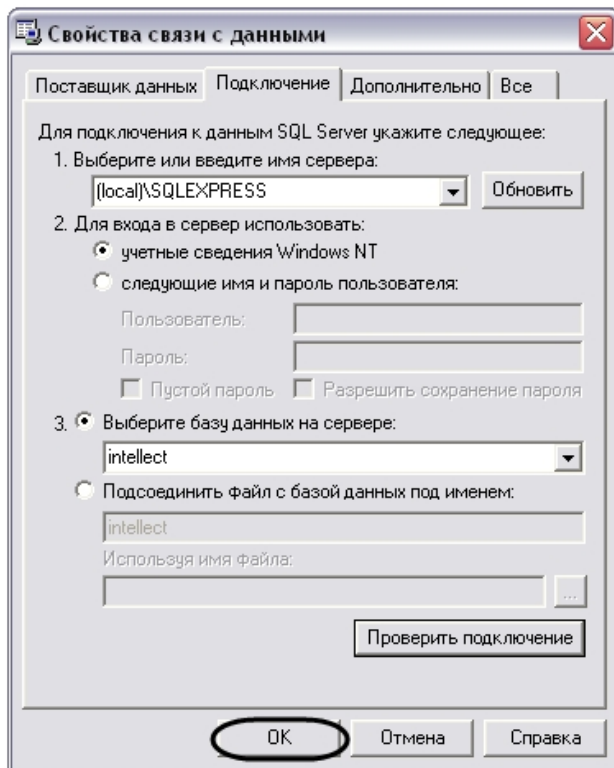 Свойства связи с данными
Поставщик данных Подключение Дополнительно Все
Для подключения к данным SQL Server укажите следующее:
1. Выберите или введите имя сервера:
(local)\SQLEXPRESS Обновить
2. Для входа в сервер использовать:
учетные сведения Windows NT
следующие имя и пароль пользователя:
Пользователь:
Пароль:
Пустой пароль Разрешить сохранение пароля
3. Выберите базу данных на сервере:
intellect
Подсоединить файл с базой данных под именем:
intellect
Используя имя файла:
...
Проверить подключение
OK Отмена Справка